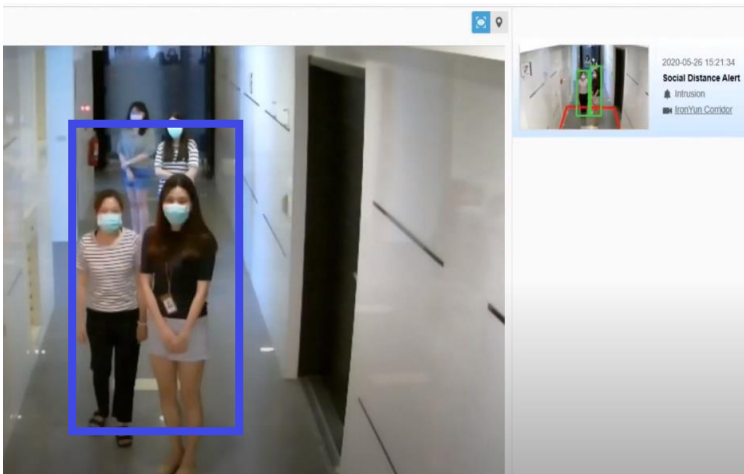 2020-05-26 15:21:34
Social Distance Alert
Intrusion
IronYun Corridor